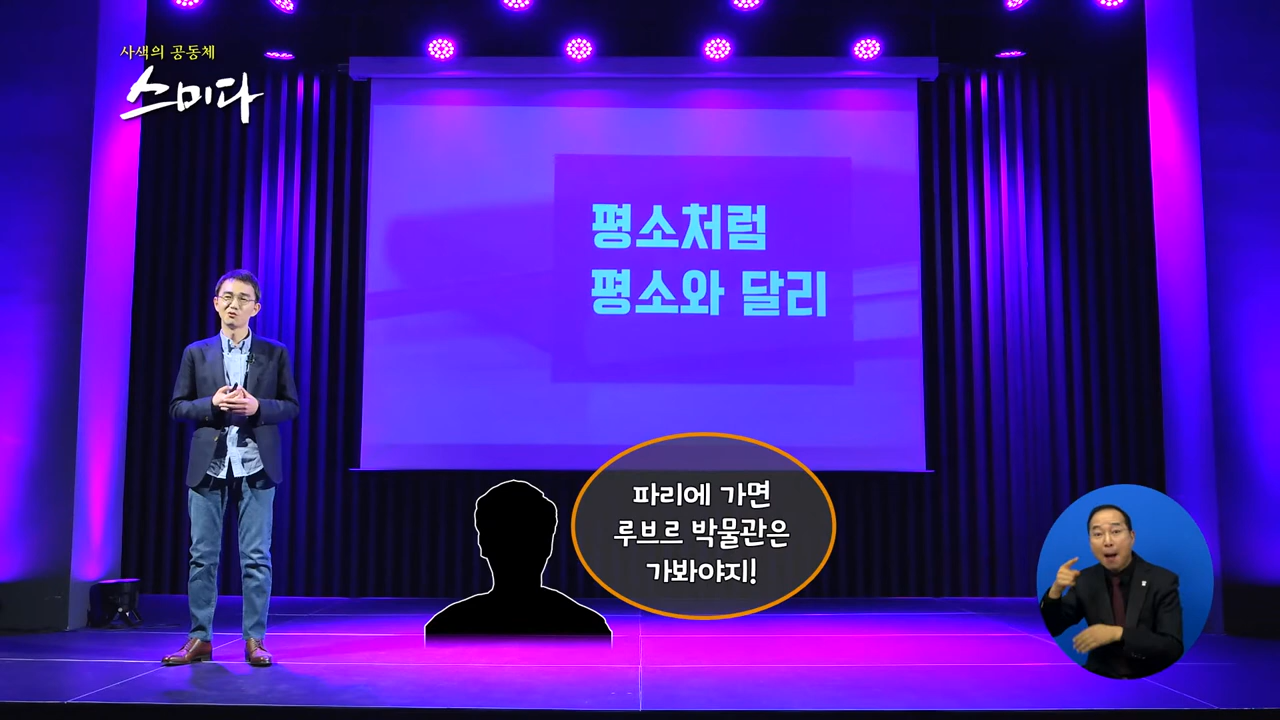 사색의 공동체
스미다
평소처럼
평소와 달리
파리에 가면
루브르 박물관은
가봐야지!